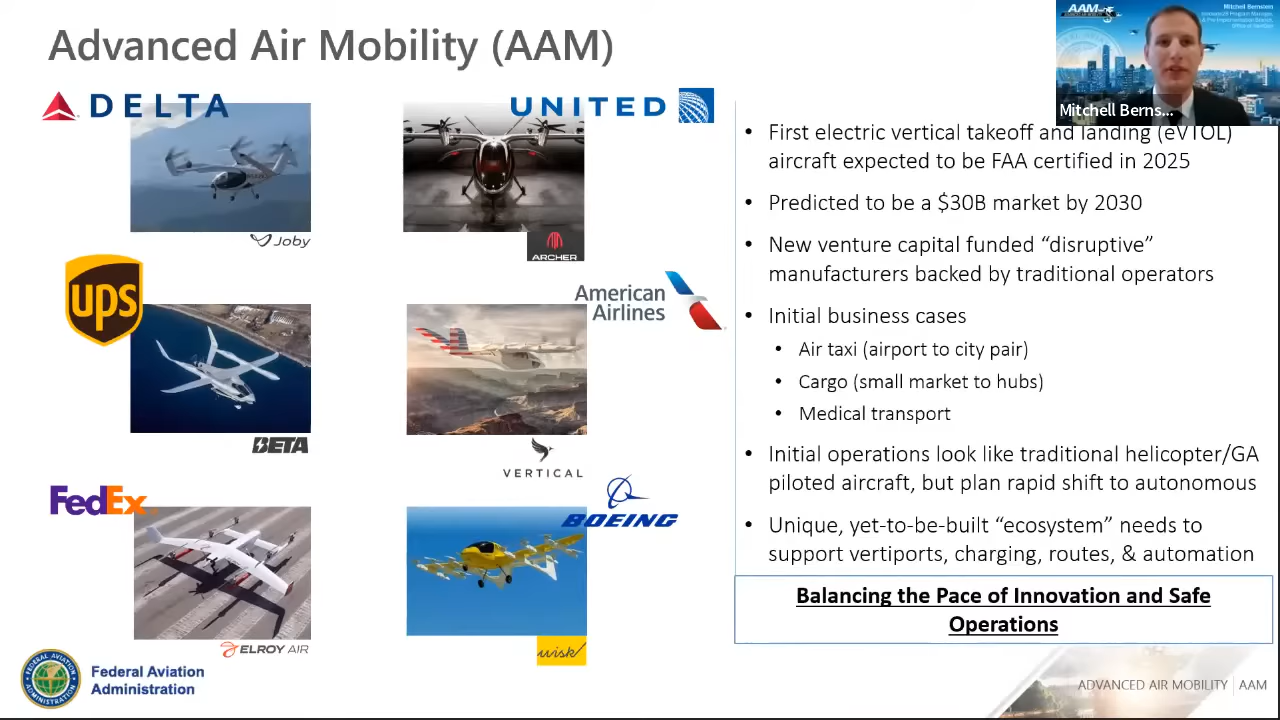 Advanced Air Mobility (AAM)
DELTA
UNITED
Joby
ARCHER
ups
American
Airlines
BETA
VERTICAL
FedEx
BOEING
ELROY AIR
wisk
Federal Aviation
Administration
AAM
Mitchell Bernstein
Mitchell Berns...
• First electric vertical takeoff and landing (eVTOL)
aircraft expected to be FAA certified in 2025
• Predicted to be a $30B market by 2030
• New venture capital funded “disruptive”
manufacturers backed by traditional operators
• Initial business cases
• Air taxi (airport to city pair)
• Cargo (small market to hubs)
• Medical transport
• Initial operations look like traditional helicopter/GA
piloted aircraft, but plan rapid shift to autonomous
• Unique, yet-to-be-built “ecosystem” needs to
support vertiports, charging, routes, & automation
Balancing the Pace of Innovation and Safe
Operations
ADVANCED AIR MOBILITY | AAM